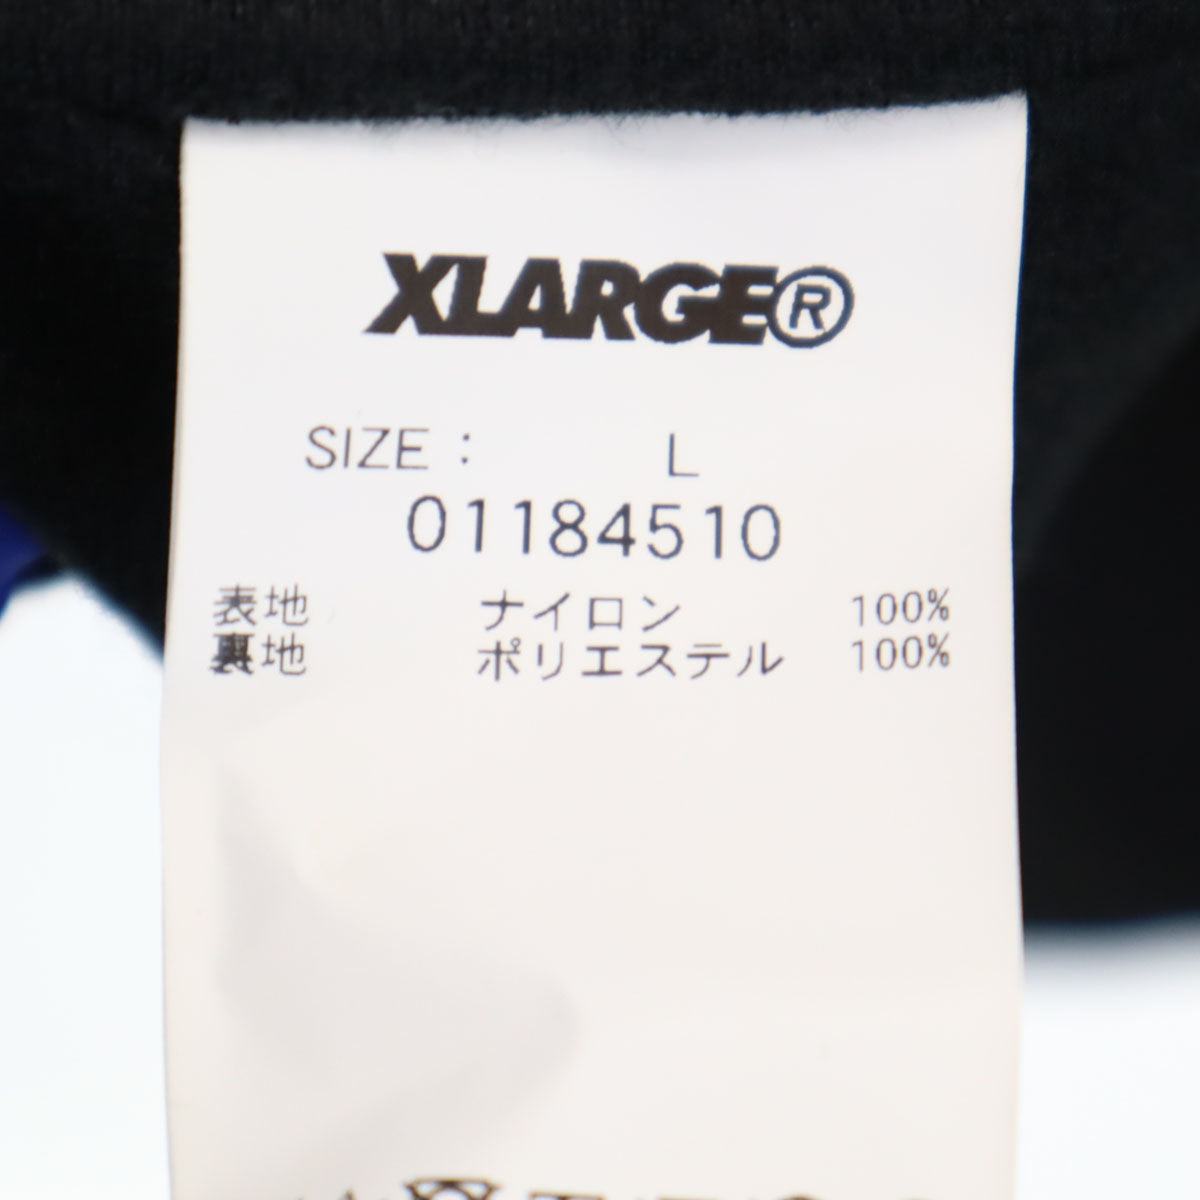 XLARGE®
SIZE : L
01184510
表地 ナイロン 100%
裏地 ポリエステル 100%